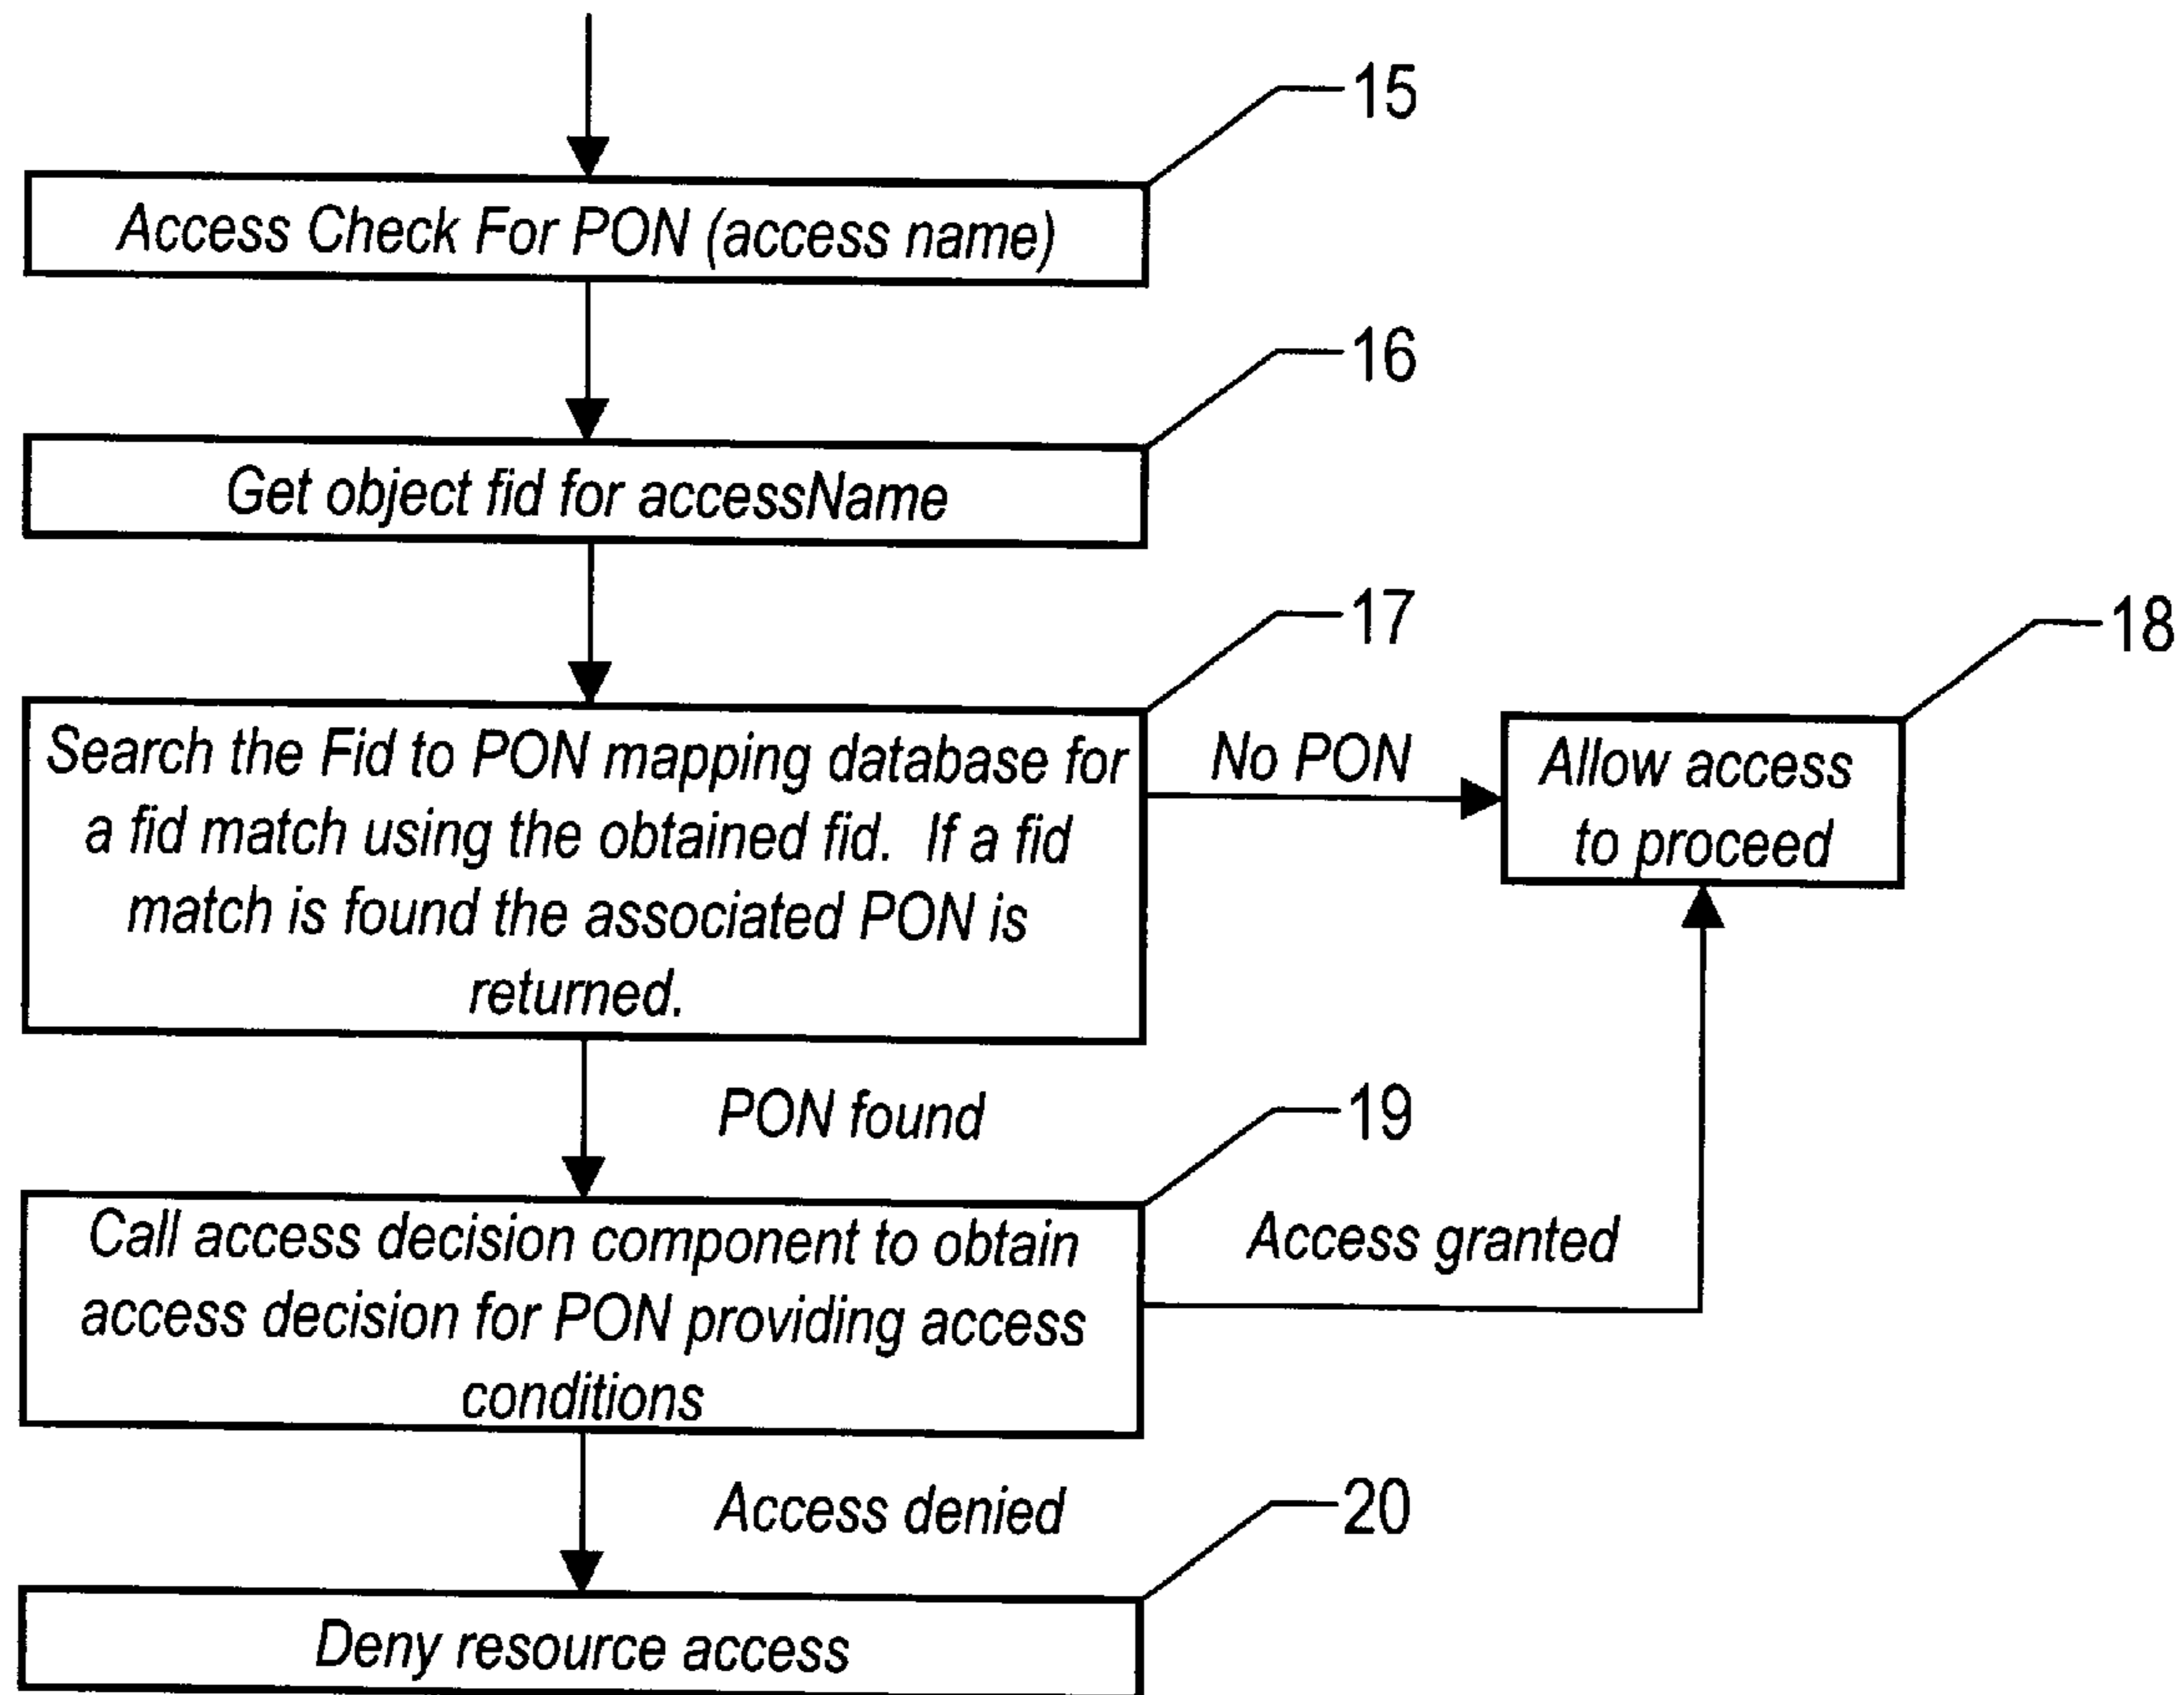 15
Access Check For PON (access name)
16
Get object fid for accessName
17
18
Search the Fid to PON mapping database for
a fid match using the obtained fid. If a fid
match is found the associated PON is
returned.
No PON
Allow access
to proceed
PON found
19
Call access decision component to obtain
access decision for PON providing access
conditions
Access granted
Access denied
20
Deny resource access